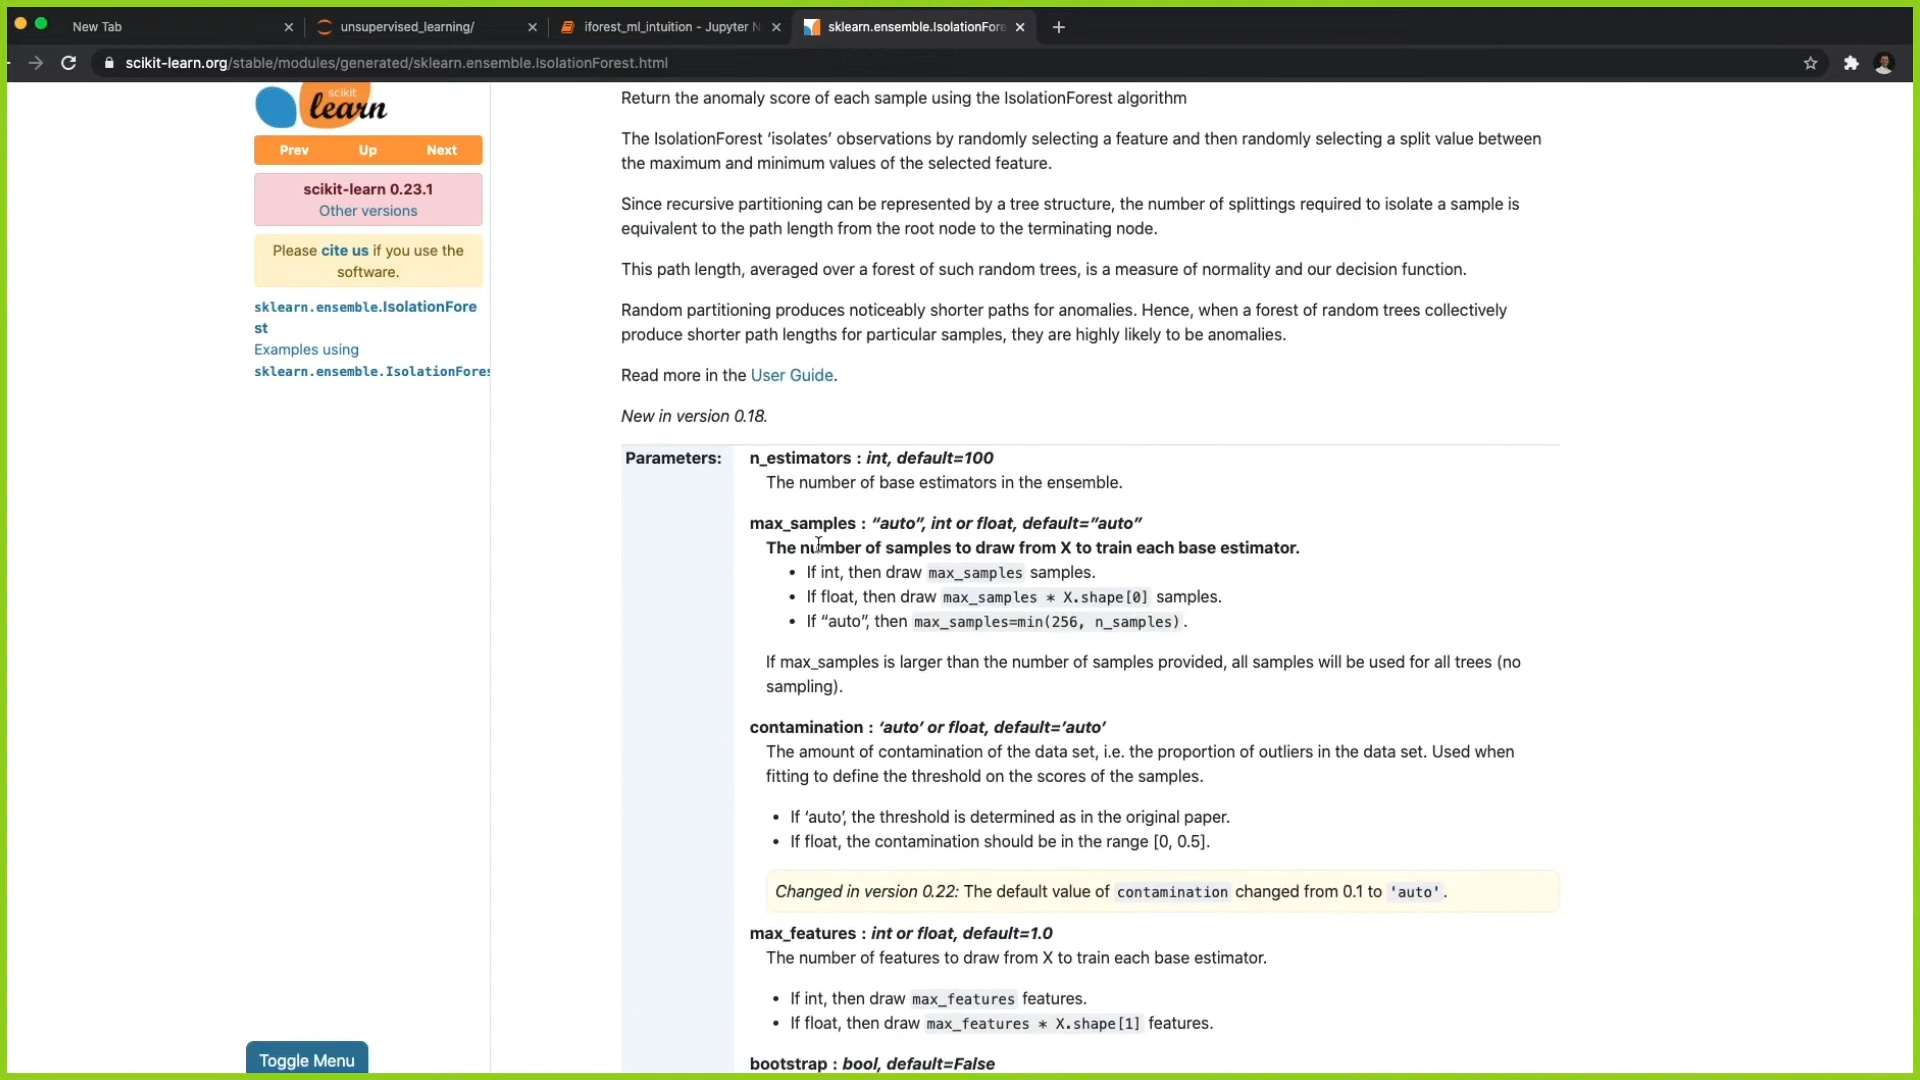 New Tab
unsupervised_learning/
iforest_ml_intuition - Jupyter N
sklearn.ensemble.IsolationFore
scikit-learn.org/stable/modules/generated/sklearn.ensemble.IsolationForest.html
scikit
learn
Prev Up Next
scikit-learn 0.23.1
Other versions
Please cite us if you use the
software.
sklearn.ensemble.IsolationFore
st
Examples using
sklearn.ensemble.IsolationFores
Toggle Menu
Return the anomaly score of each sample using the IsolationForest algorithm
The IsolationForest ‘isolates’ observations by randomly selecting a feature and then randomly selecting a split value between
the maximum and minimum values of the selected feature.
Since recursive partitioning can be represented by a tree structure, the number of splittings required to isolate a sample is
equivalent to the path length from the root node to the terminating node.
This path length, averaged over a forest of such random trees, is a measure of normality and our decision function.
Random partitioning produces noticeably shorter paths for anomalies. Hence, when a forest of random trees collectively
produce shorter path lengths for particular samples, they are highly likely to be anomalies.
Read more in the User Guide.
New in version 0.18.
Parameters:
n_estimators : int, default=100
The number of base estimators in the ensemble.
max_samples : “auto”, int or float, default=”auto”
The number of samples to draw from X to train each base estimator.
• If int, then draw max_samples samples.
• If float, then draw max_samples * X.shape[0] samples.
• If “auto”, then max_samples=min(256, n_samples).
If max_samples is larger than the number of samples provided, all samples will be used for all trees (no
sampling).
contamination : ‘auto’ or float, default=’auto’
The amount of contamination of the data set, i.e. the proportion of outliers in the data set. Used when
fitting to define the threshold on the scores of the samples.
• If ‘auto’, the threshold is determined as in the original paper.
• If float, the contamination should be in the range [0, 0.5].
Changed in version 0.22: The default value of contamination changed from 0.1 to 'auto'.
max_features : int or float, default=1.0
The number of features to draw from X to train each base estimator.
• If int, then draw max_features features.
• If float, then draw max_features * X.shape[1] features.
bootstrap : bool, default=False